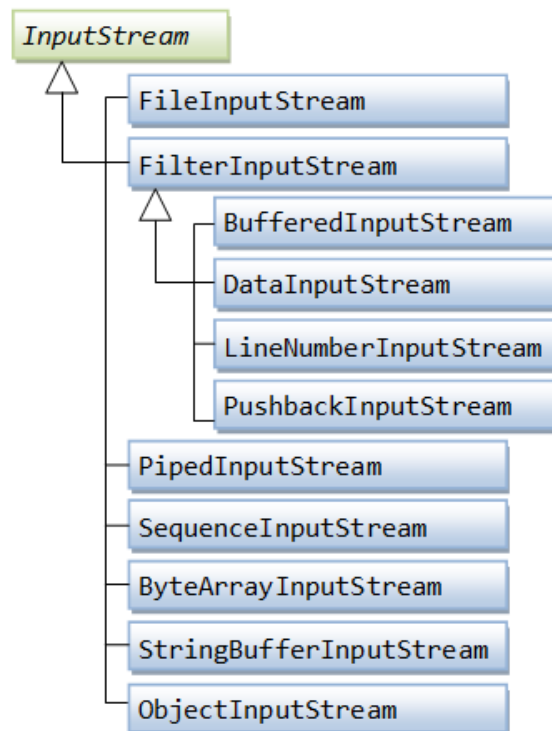 InputStream
FileInputStream
FilterInputStream
BufferedInputStream
DataInputStream
LineNumberInputStream
PushbackInputStream
PipedInputStream
SequenceInputStream
ByteArrayInputStream
StringBufferInputStream
ObjectInputStream